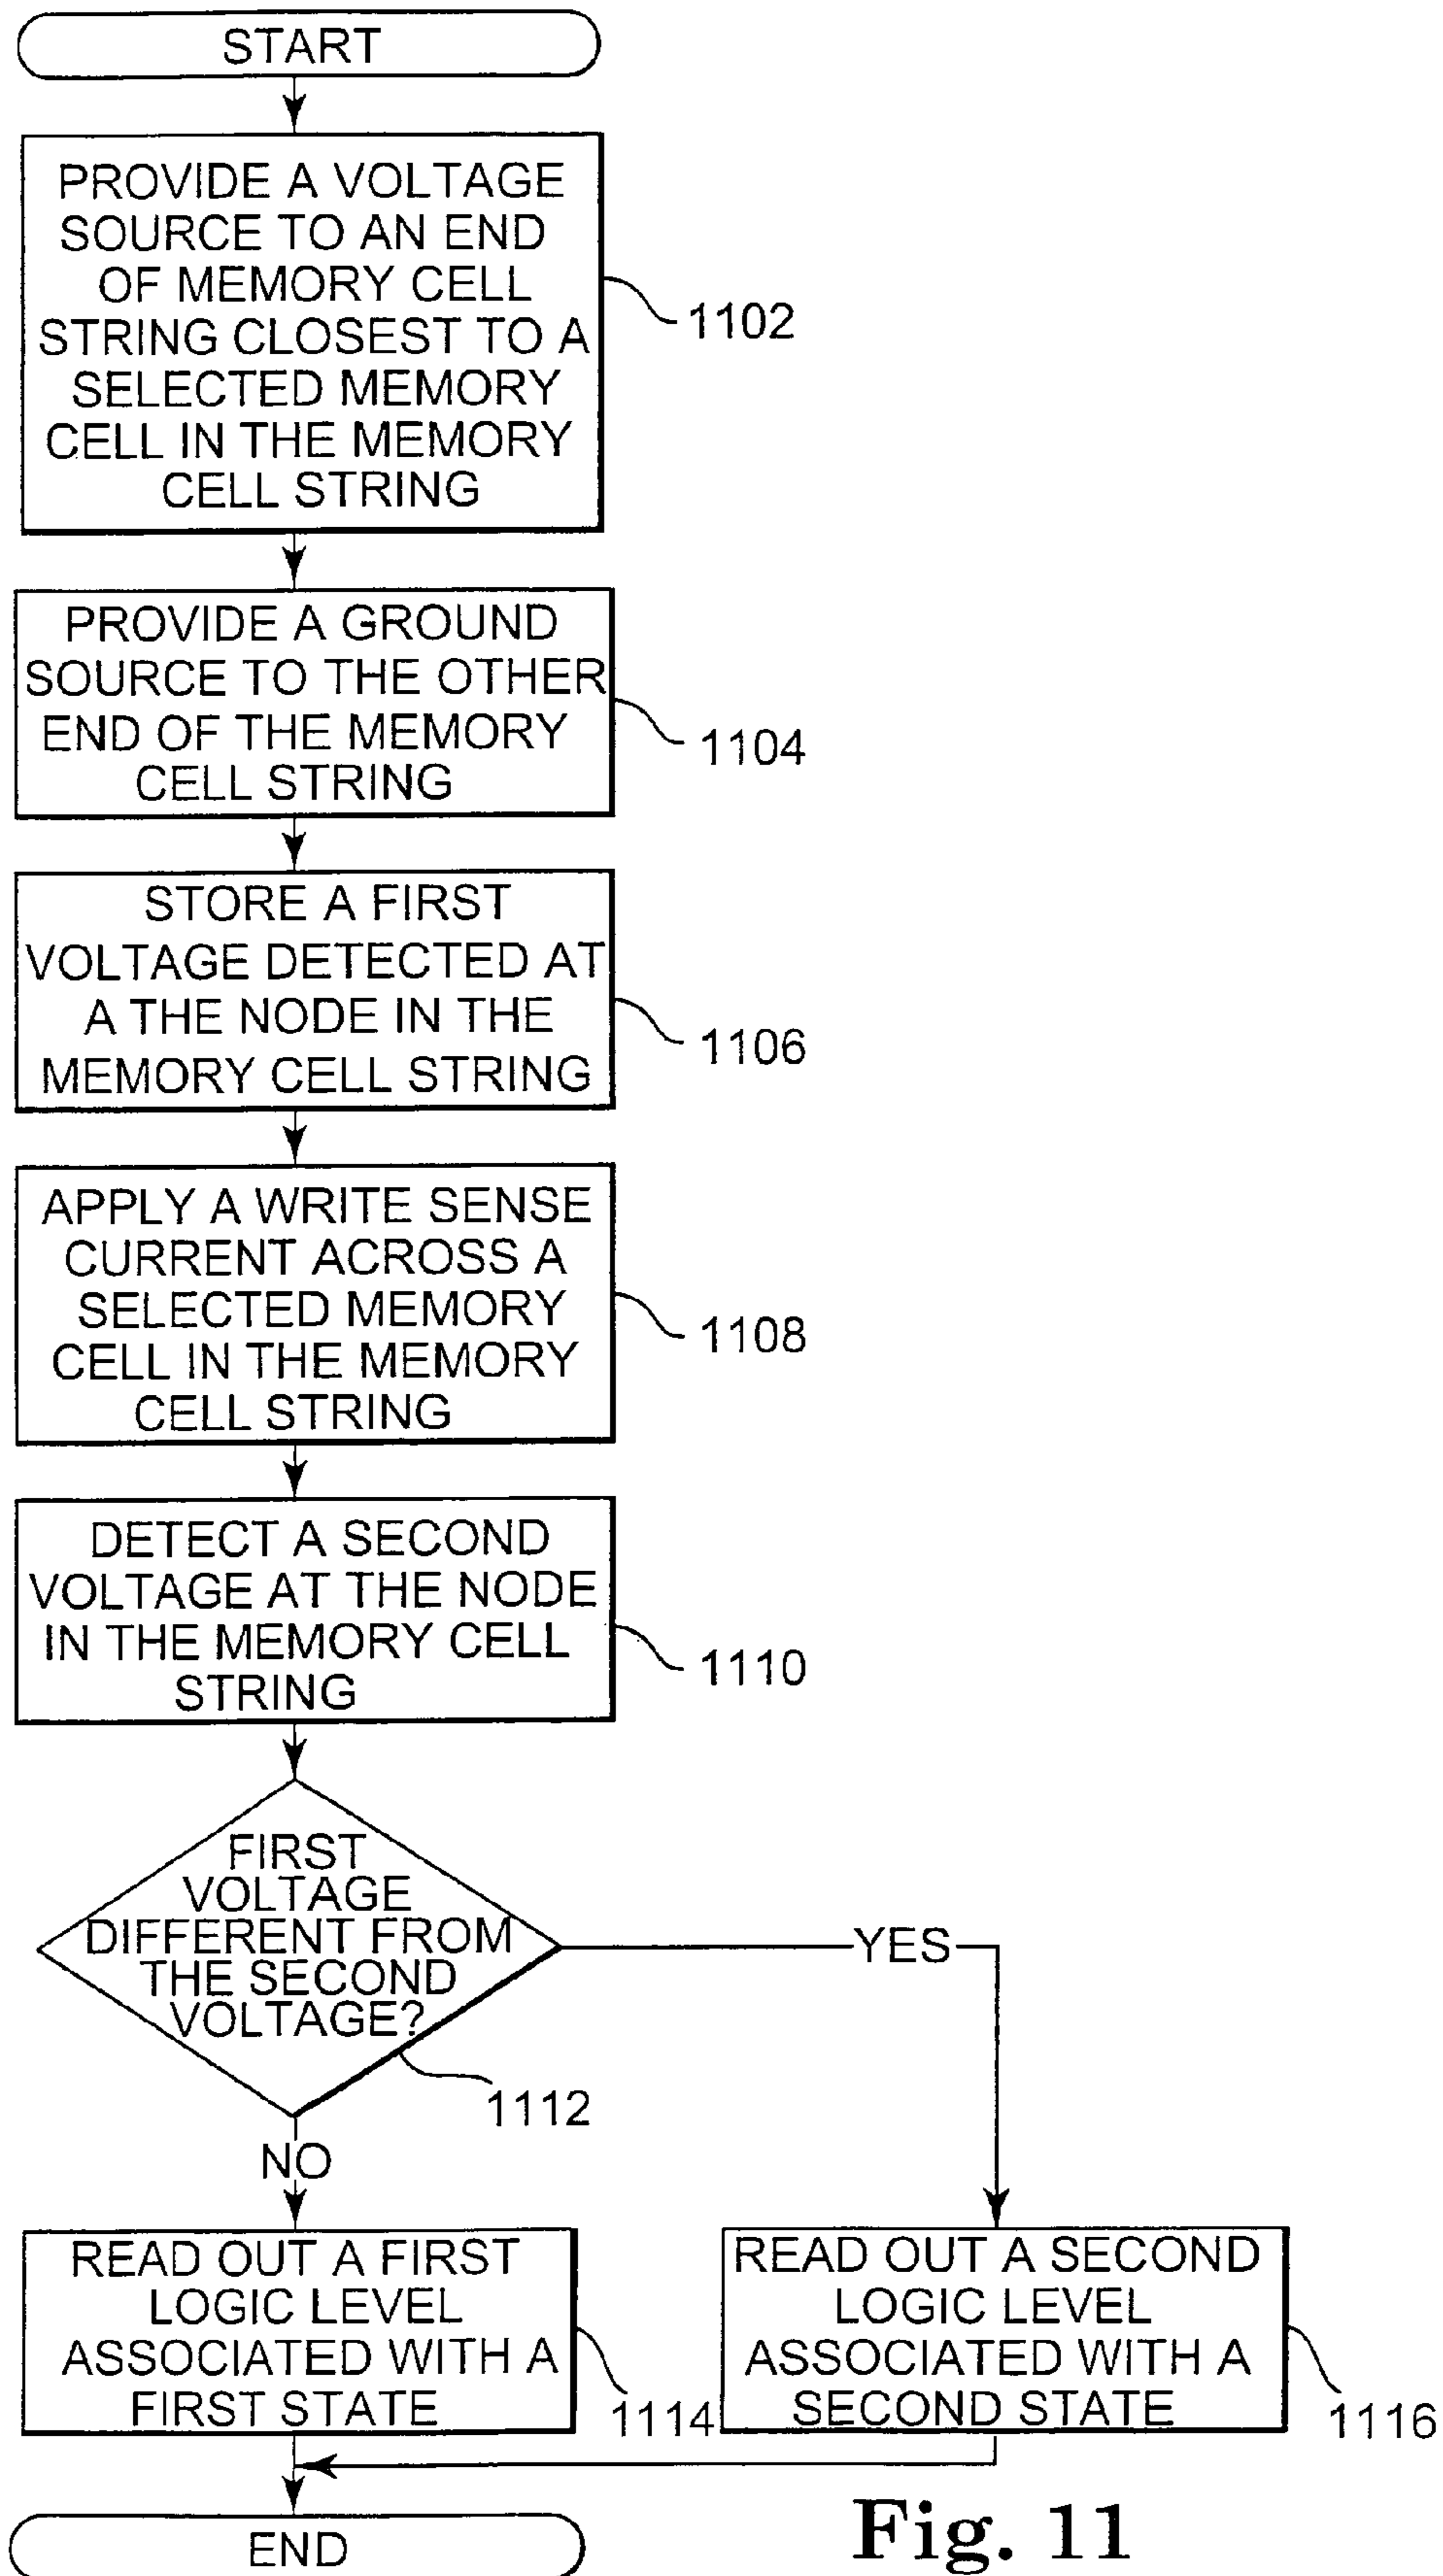 START
PROVIDE A VOLTAGE
SOURCE TO AN END
OF MEMORY CELL
STRING CLOSEST TO A
SELECTED MEMORY
CELL IN THE MEMORY
CELL STRING
1102
PROVIDE A GROUND
SOURCE TO THE OTHER
END OF THE MEMORY
CELL STRING
1104
STORE A FIRST
VOLTAGE DETECTED AT
A THE NODE IN THE
MEMORY CELL STRING
1106
APPLY A WRITE SENSE
CURRENT ACROSS A
SELECTED MEMORY
CELL IN THE MEMORY
CELL STRING
1108
DETECT A SECOND
VOLTAGE AT THE NODE
IN THE MEMORY CELL
STRING
1110
FIRST
VOLTAGE
DIFFERENT FROM
THE SECOND
VOLTAGE?
1112
YES
NO
READ OUT A FIRST
LOGIC LEVEL
ASSOCIATED WITH A
FIRST STATE
1114
READ OUT A SECOND
LOGIC LEVEL
ASSOCIATED WITH A
SECOND STATE
1116
END
Fig. 11